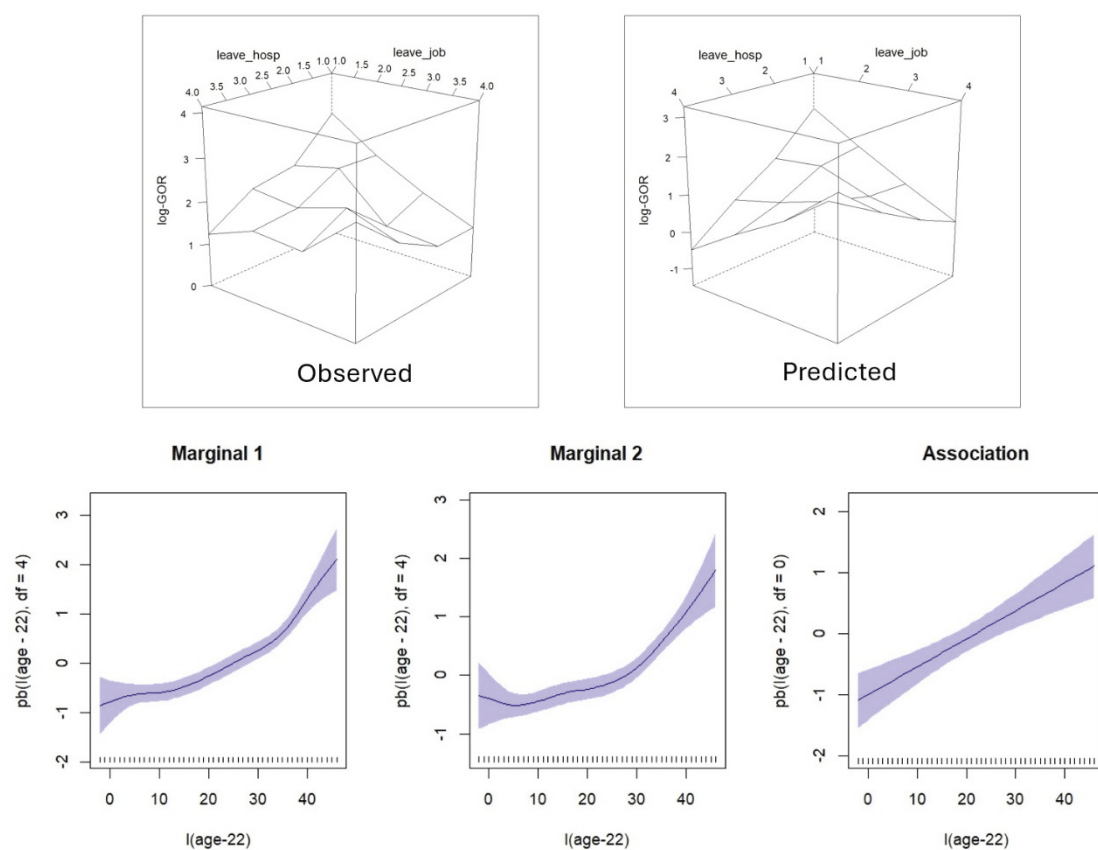 leave_hosp
leave_job
4.0 3.5 3.0 2.5 2.0 1.5 1.0 1.0 1.5 2.0 2.5 3.0 3.5 4.0
log-GOR
4
3
2
1
0
Observed
leave_hosp
leave_job
4 3 2 1 1 2 3 4
log-GOR
3
2
1
0
-1
Predicted
Marginal 1
pb(I((age - 22), df = 4)
3
2
1
0
-1
-2
0 10 20 30 40
I(age-22)
Marginal 2
pb(I((age - 22), df = 4)
3
2
1
0
-1
0 10 20 30 40
I(age-22)
Association
pb(I((age - 22), df = 0)
2
1
0
-1
-2
0 10 20 30 40
I(age-22)